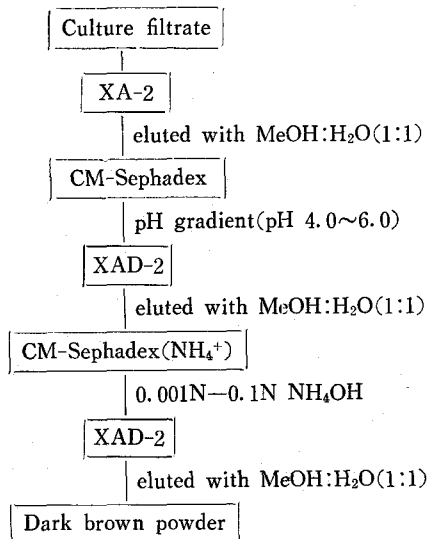 Culture filtrate
XA-2
eluted with MeOH:H₂O(1:1)
CM-Sephadex
pH gradient(pH 4.0~6.0)
XAD-2
eluted with MeOH:H₂O(1:1)
CM-Sephadex(NH₄⁺)
0.001N—0.1N NH₄OH
XAD-2
eluted with MeOH:H₂O(1:1)
Dark brown powder